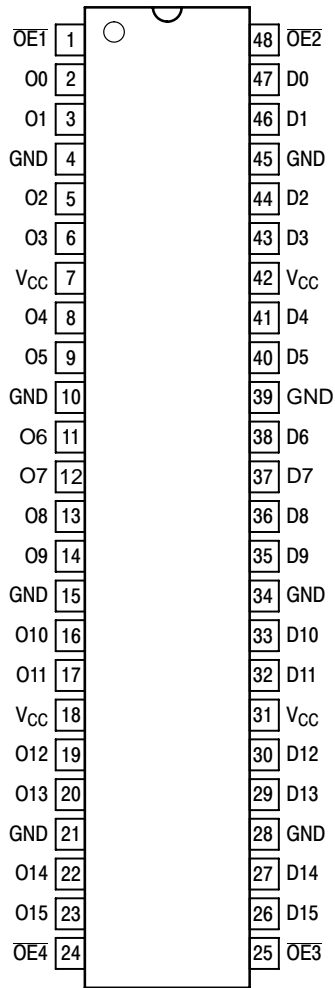 OE1 1 48 OE2
O0 2 47 D0
O1 3 46 D1
GND 4 45 GND
O2 5 44 D2
O3 6 43 D3
VCC 7 42 VCC
O4 8 41 D4
O5 9 40 D5
GND 10 39 GND
O6 11 38 D6
O7 12 37 D7
O8 13 36 D8
O9 14 35 D9
GND 15 34 GND
O10 16 33 D10
O11 17 32 D11
VCC 18 31 VCC
O12 19 30 D12
O13 20 29 D13
GND 21 28 GND
O14 22 27 D14
O15 23 26 D15
OE4 24 25 OE3